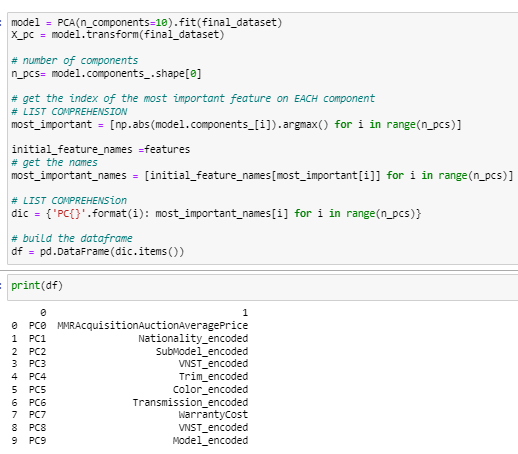 model = PCA(n_components=10).fit(final_dataset)
X_pc = model.transform(final_dataset)
# number of components
n_pcs= model.components_.shape[0]
# get the index of the most important feature on EACH component
# LIST COMPREHENSION
most_important = [np.abs(model.components_[i]).argmax() for i in range(n_pcs)]
initial_feature_names =features
# get the names
most_important_names = [initial_feature_names[most_important[i]] for i in range(n_pcs)]
# LIST COMPREHENSion
dic = {'PC{}'.format(i): most_important_names[i] for i in range(n_pcs)}
# build the dataframe
df = pd.DataFrame(dic.items())
print(df)
0 1
0 PC0 MMRAcquisitionAuctionAveragePrice
1 PC1 Nationality_encoded
2 PC2 SubModel_encoded
3 PC3 VNST_encoded
4 PC4 Trim_encoded
5 PC5 Color_encoded
6 PC6 Transmission_encoded
7 PC7 WarrantyCost
8 PC8 VNST_encoded
9 PC9 Model_encoded